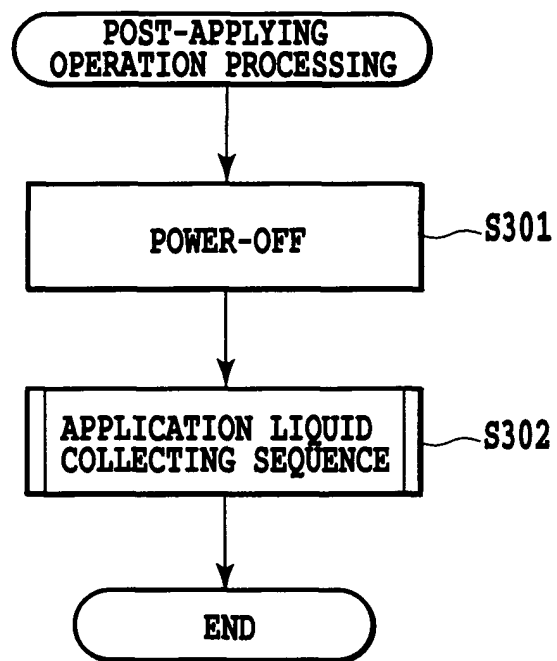 POST-APPLYING
OPERATION PROCESSING
POWER-OFF
S301
APPLICATION LIQUID
COLLECTING SEQUENCE
S302
END